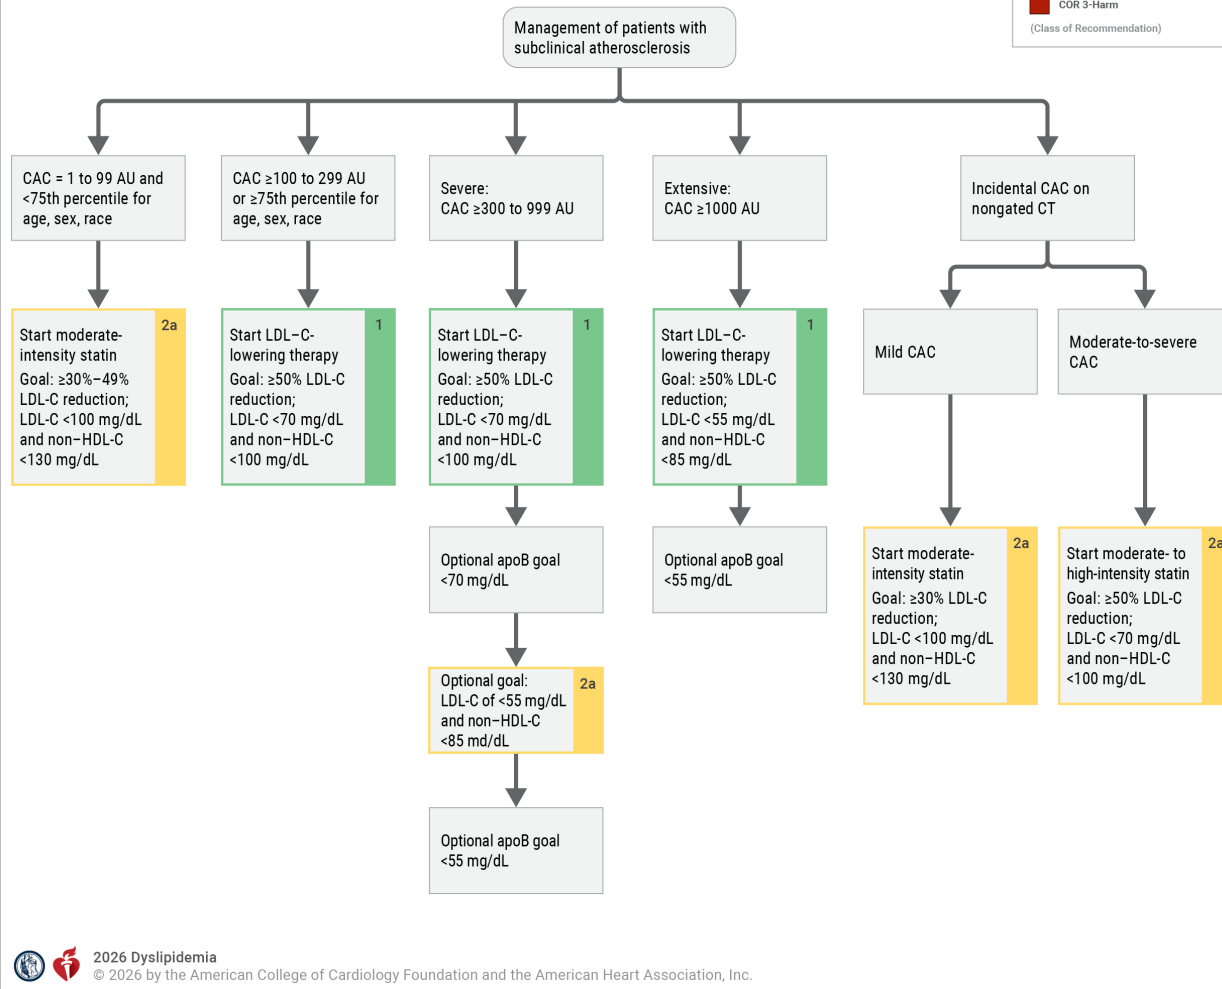 COR 3-Harm
(Class of Recommendation)
Management of patients with
subclinical atherosclerosis
CAC = 1 to 99 AU and
<75th percentile for
age, sex, race
CAC ≥100 to 299 AU
or ≥75th percentile for
age, sex, race
Severe:
CAC ≥300 to 999 AU
Extensive:
CAC ≥1000 AU
Incidental CAC on
nongated CT
2a
Start moderate-
intensity statin
Goal: ≥30%–49%
LDL-C reduction;
LDL-C <100 mg/dL
and non–HDL-C
<130 mg/dL
1
Start LDL–C-
lowering therapy
Goal: ≥50% LDL-C
reduction;
LDL-C <70 mg/dL
and non–HDL-C
<100 mg/dL
1
Start LDL–C-
lowering therapy
Goal: ≥50% LDL-C
reduction;
LDL-C <70 mg/dL
and non–HDL-C
<100 mg/dL
1
Start LDL–C-
lowering therapy
Goal: ≥50% LDL-C
reduction;
LDL-C <55 mg/dL
and non–HDL-C
<85 mg/dL
Mild CAC
Moderate-to-severe
CAC
Optional apoB goal
<70 mg/dL
Optional apoB goal
<55 mg/dL
2a
Start moderate-
intensity statin
Goal: ≥30% LDL-C
reduction;
LDL-C <100 mg/dL
and non–HDL-C
<130 mg/dL
2a
Start moderate- to
high-intensity statin
Goal: ≥50% LDL-C
reduction;
LDL-C <70 mg/dL
and non–HDL-C
<100 mg/dL
2a
Optional goal:
LDL-C of <55 mg/dL
and non–HDL-C
<85 md/dL
Optional apoB goal
<55 mg/dL
2026 Dyslipidemia
© 2026 by the American College of Cardiology Foundation and the American Heart Association, Inc.